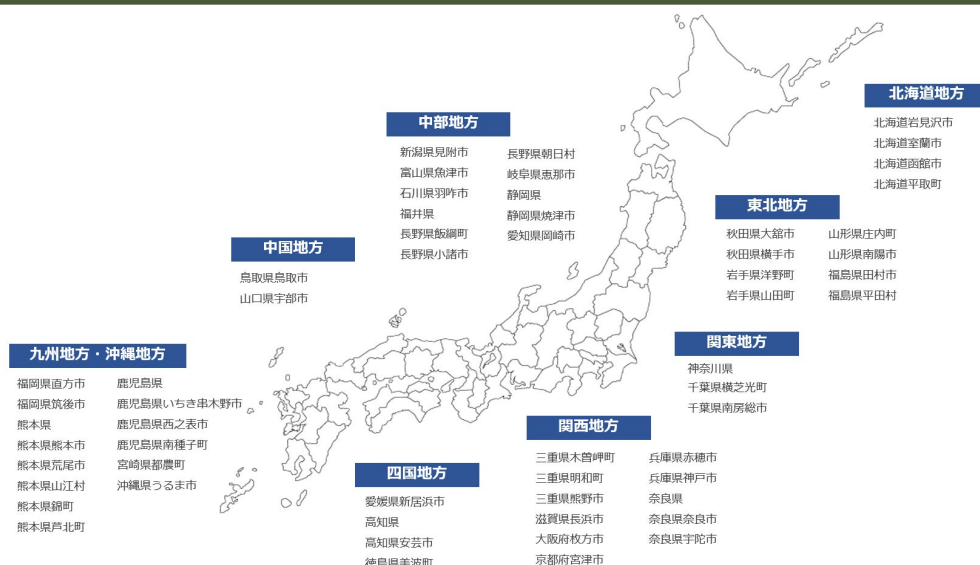 北海道地方
北海道岩見沢市
北海道室蘭市
北海道函館市
北海道平取町
中部地方
新潟県見附市
富山県魚津市
石川県羽咋市
福井県
長野県飯綱町
長野県小諸市
長野県朝日村
岐阜県恵那市
静岡県
静岡県焼津市
愛知県岡崎市
東北地方
秋田県大舘市
秋田県横手市
岩手県洋野町
岩手県山田町
山形県庄内町
山形県南陽市
福島県田村市
福島県平田村
中国地方
鳥取県鳥取市
山口県宇部市
関東地方
神奈川県
千葉県横芝光町
千葉県南房総市
九州地方・沖縄地方
福岡県直方市
福岡県筑後市
熊本県
熊本県熊本市
熊本県荒尾市
熊本県山江村
熊本県錦町
熊本県芦北町
鹿児島県
鹿児島県いちき串木野市
鹿児島県西之表市
鹿児島県南種子町
宮崎県都農町
沖縄県うるま市
関西地方
三重県木曽岬町
三重県明和町
三重県熊野市
滋賀県長浜市
大阪府枚方市
京都府宮津市
兵庫県赤穂市
兵庫県神戸市
奈良県
奈良県奈良市
奈良県宇陀市
四国地方
愛媛県新居浜市
高知県
高知県安芸市
徳島県美波町